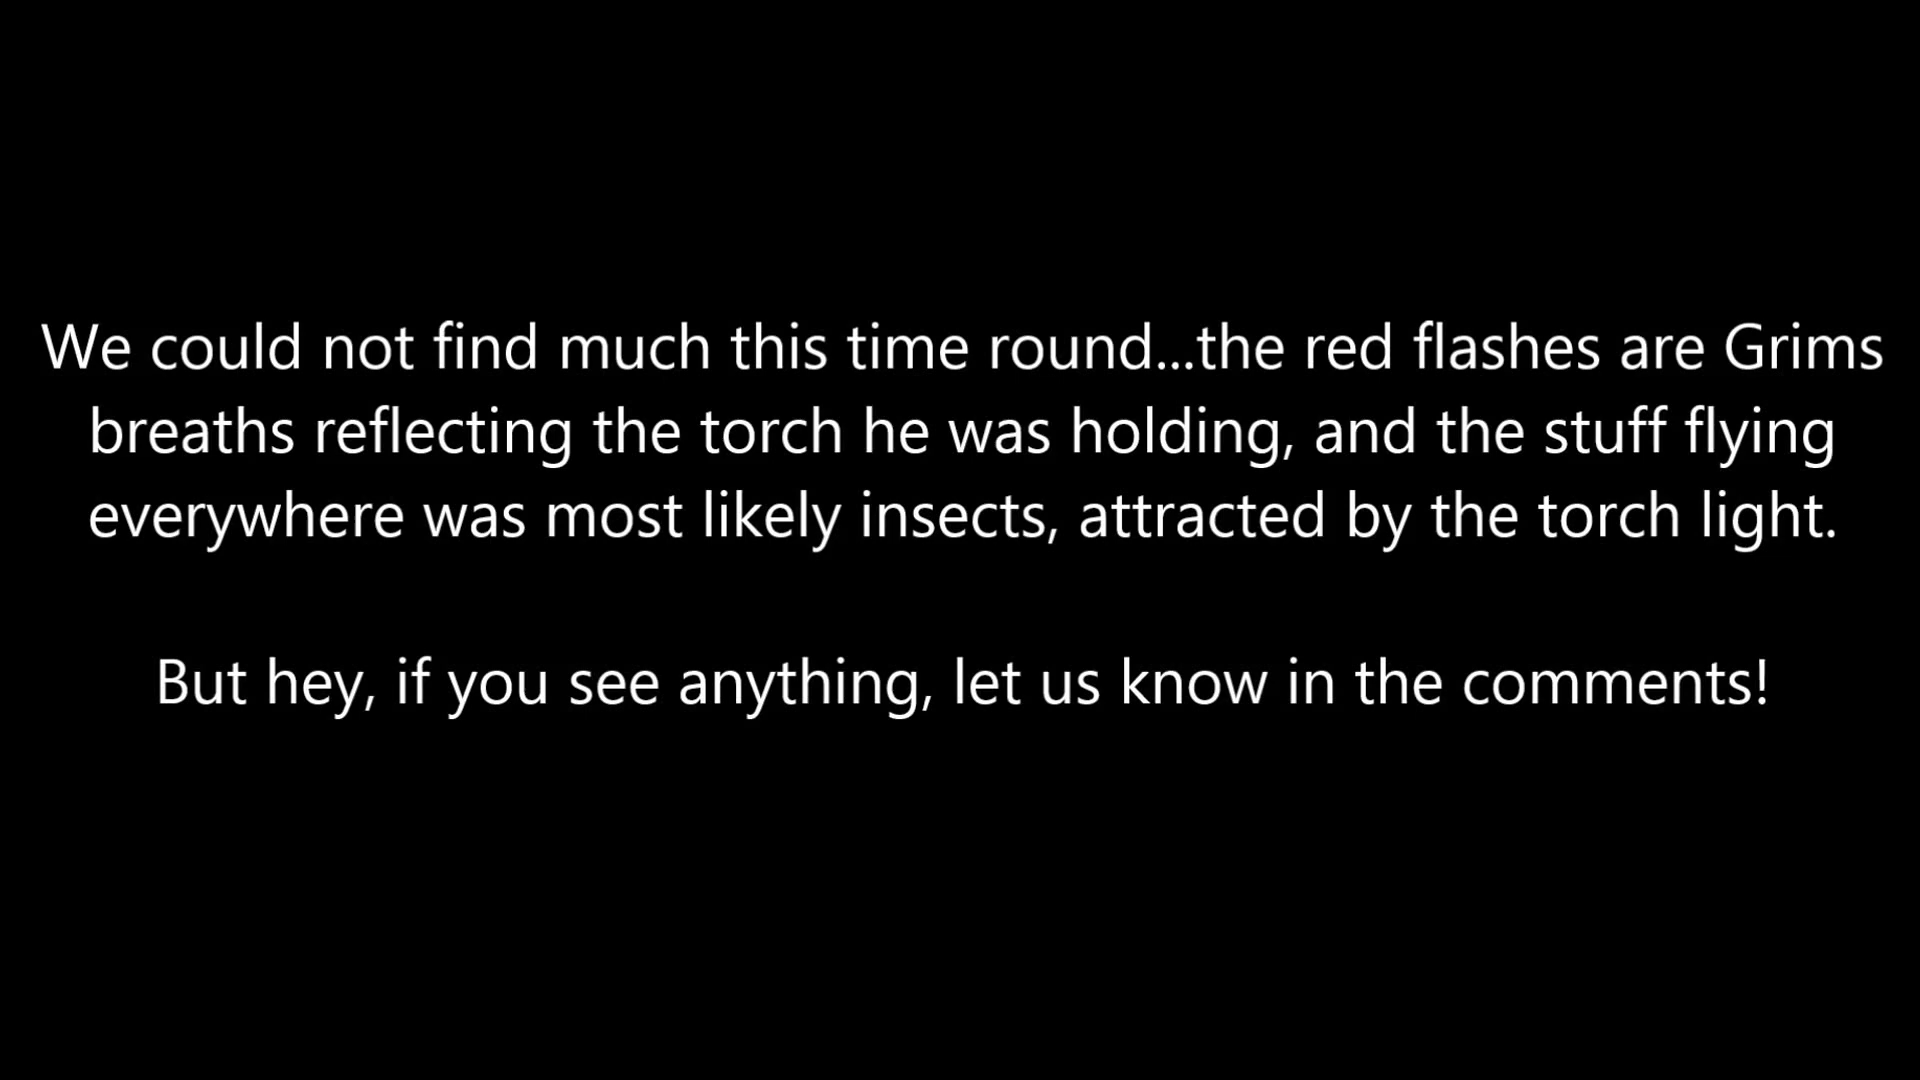 We could not find much this time round...the red flashes are Grims
breaths reflecting the torch he was holding, and the stuff flying
everywhere was most likely insects, attracted by the torch light.
But hey, if you see anything, let us know in the comments!